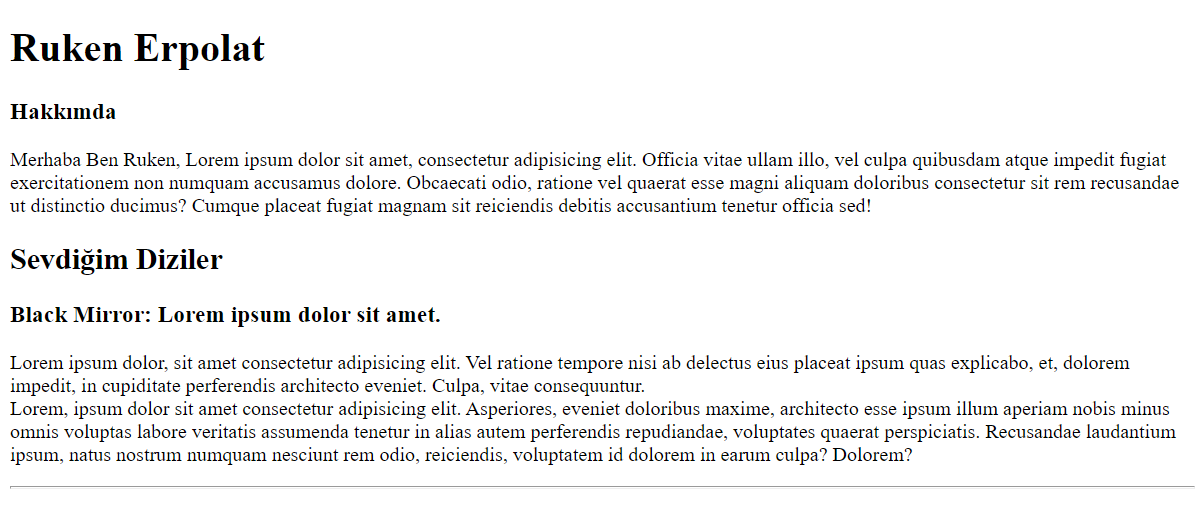 Ruken Erpolat
Hakkımda
Merhaba Ben Ruken, Lorem ipsum dolor sit amet, consectetur adipisicing elit. Officia vitae ullam illo, vel culpa quibusdam atque impedit fugiat
exercitationem non numquam accusamus dolore. Obcaecati odio, ratione vel quaerat esse magni aliquam doloribus consectetur sit rem recusandae
ut distinctio ducimus? Cumque placeat fugiat magnam sit reiciendis debitis accusantium tenetur officia sed!
Sevdiğim Diziler
Black Mirror: Lorem ipsum dolor sit amet.
Lorem ipsum dolor, sit amet consectetur adipisicing elit. Vel ratione tempore nisi ab delectus eius placeat ipsum quas explicabo, et, dolorem
impedit, in cupiditate perferendis architecto eveniet. Culpa, vitae consequuntur.
Lorem, ipsum dolor sit amet consectetur adipisicing elit. Asperiores, eveniet doloribus maxime, architecto esse ipsum illum aperiam nobis minus
omnis voluptas labore veritatis assumenda tenetur in alias autem perferendis repudiandae, voluptates quaerat perspiciatis. Recusandae laudantium
ipsum, natus nostrum numquam nesciunt rem odio, reiciendis, voluptatem id dolorem in earum culpa? Dolorem?